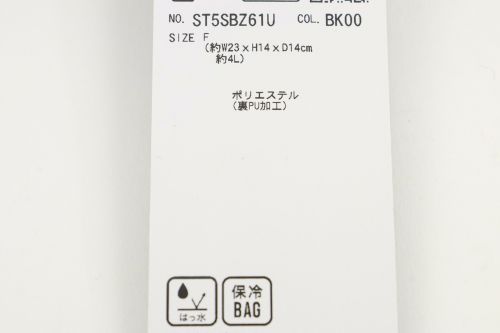 NO. ST5SBZ61U COL. BK00
SIZE F
(約W23×H14×D14cm
約4L)
ポリエステル
(裏PU加工)
はっ水
保冷
BAG